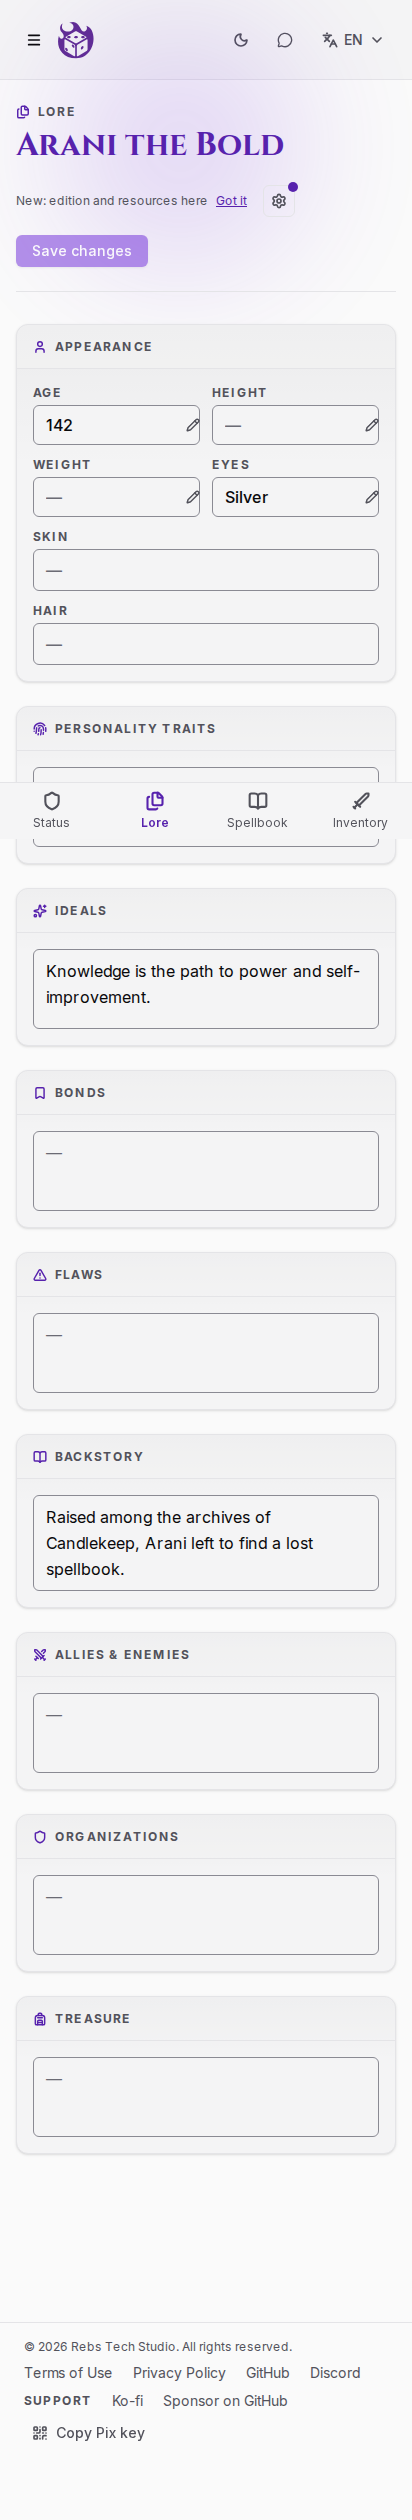 EN
LORE
Arani the Bold
New: edition and resources here Got it
Save changes
APPEARANCE
AGE HEIGHT
142 —
WEIGHT EYES
— Silver
SKIN
—
HAIR
—
PERSONALITY TRAITS
Status Lore Spellbook Inventory
IDEALS
Knowledge is the path to power and self-
improvement.
BONDS
—
FLAWS
—
BACKSTORY
Raised among the archives of
Candlekeep, Arani left to find a lost
spellbook.
ALLIES & ENEMIES
—
ORGANIZATIONS
—
TREASURE
—
© 2026 Rebs Tech Studio. All rights reserved.
Terms of Use Privacy Policy GitHub Discord
SUPPORT Ko-fi Sponsor on GitHub
Copy Pix key